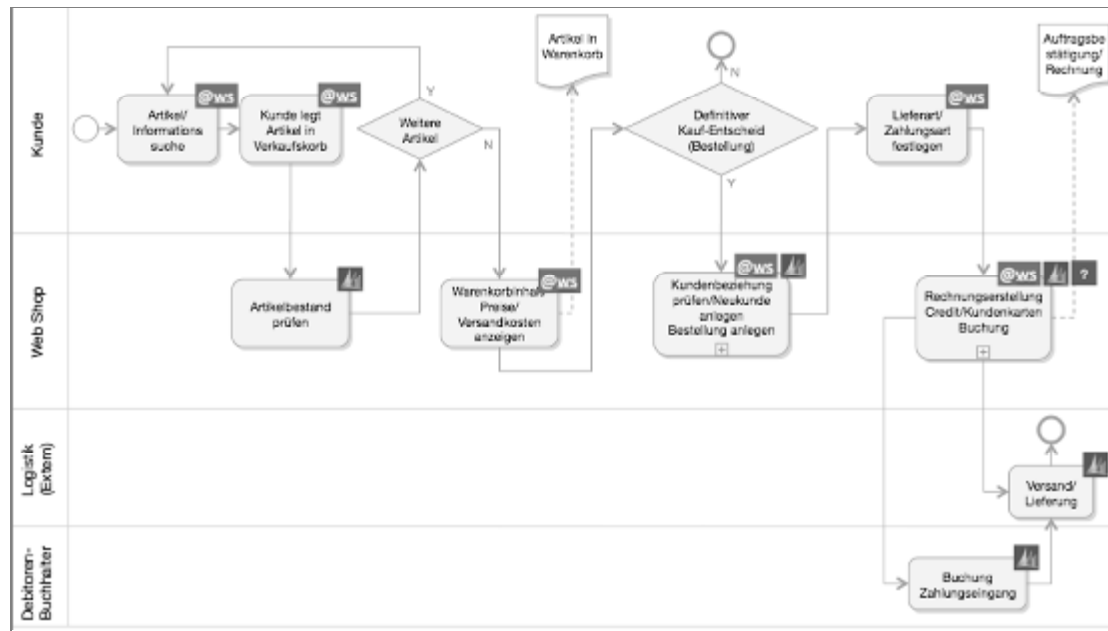 Kunde
Artikel/
Informations
suche
@ws
Kunde legt
Artikel in
Verkaufskorb
@ws
Weitere
Artikel
Y
N
Artikel in
Warenkorb
Definitiver
Kauf-Entscheid
(Bestellung)
N
Y
Lieferart/
Zahlungsart
festlegen
@ws
Auftragsbe
stätigung/
Rechnung
Web Shop
Artikelbestand
prüfen
Warenkorbinhalt
Preise/
Versandkosten
anzeigen
@ws
Kundenbeziehung
prüfen/Neukunde
anlegen
Bestellung anlegen
@ws
Rechnungserstellung
Credit/Kundenkarten
Buchung
@ws
?
Logistik
(Extern)
Versand/
Lieferung
Debitoren-
Buchhalter
Buchung
Zahlungseingang